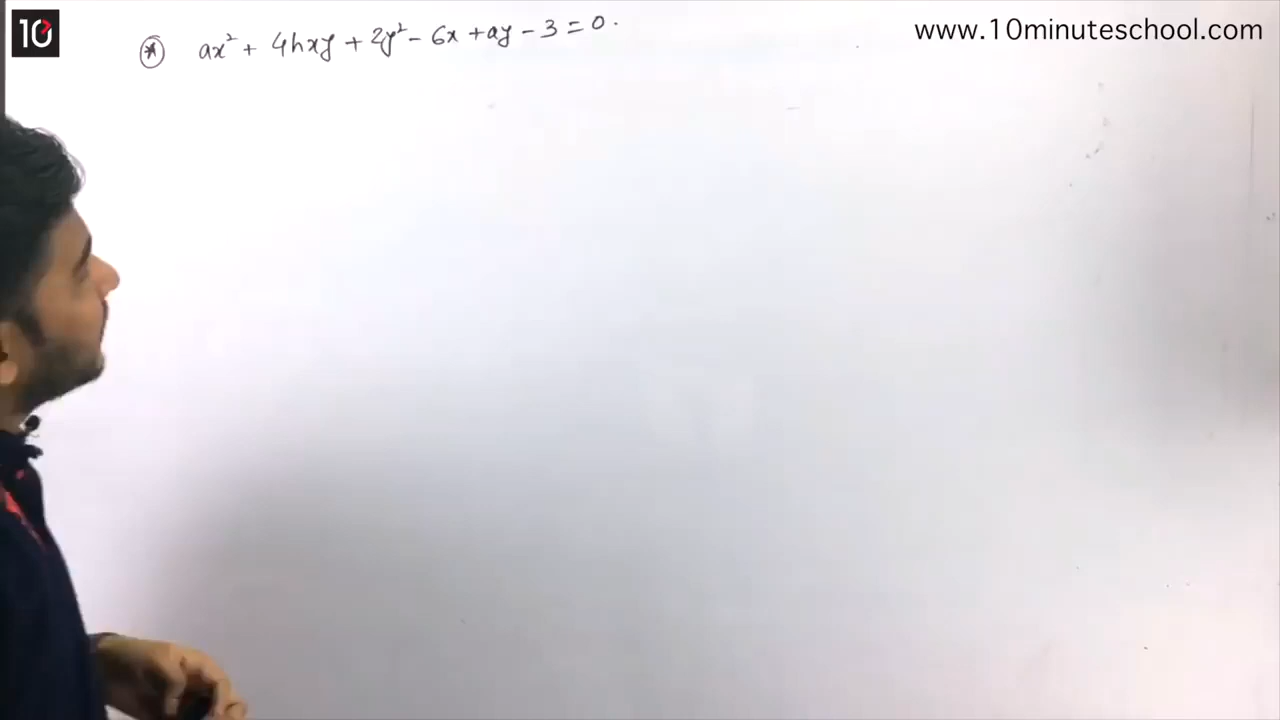 10
www.10minuteschool.com
* ax² + 4hxy + 2y² - 6x + ay - 3 = 0.